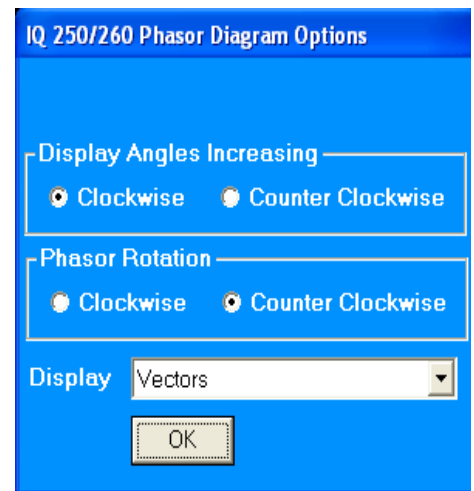 IQ 250/260 Phasor Diagram Options
Display Angles Increasing
Clockwise Counter Clockwise
Phasor Rotation
Clockwise Counter Clockwise
Display Vectors
OK